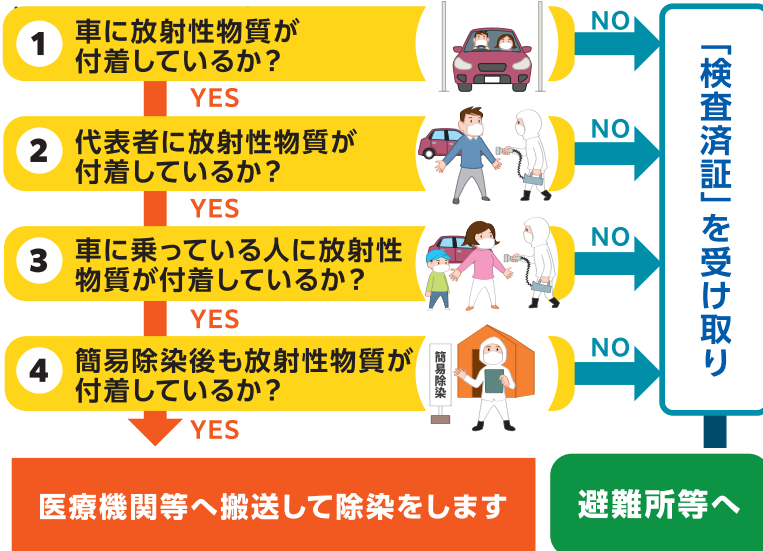 1
車に放射性物質が
付着しているか？
NO
YES
2
代表者に放射性物質が
付着しているか？
NO
YES
3
車に乗っている人に放射性
物質が付着しているか？
NO
YES
4
簡易除染後も放射性物質が
付着しているか？
簡易除染
NO
YES
「検査済証」を受け取り
医療機関等へ搬送して除染をします
避難所等へ